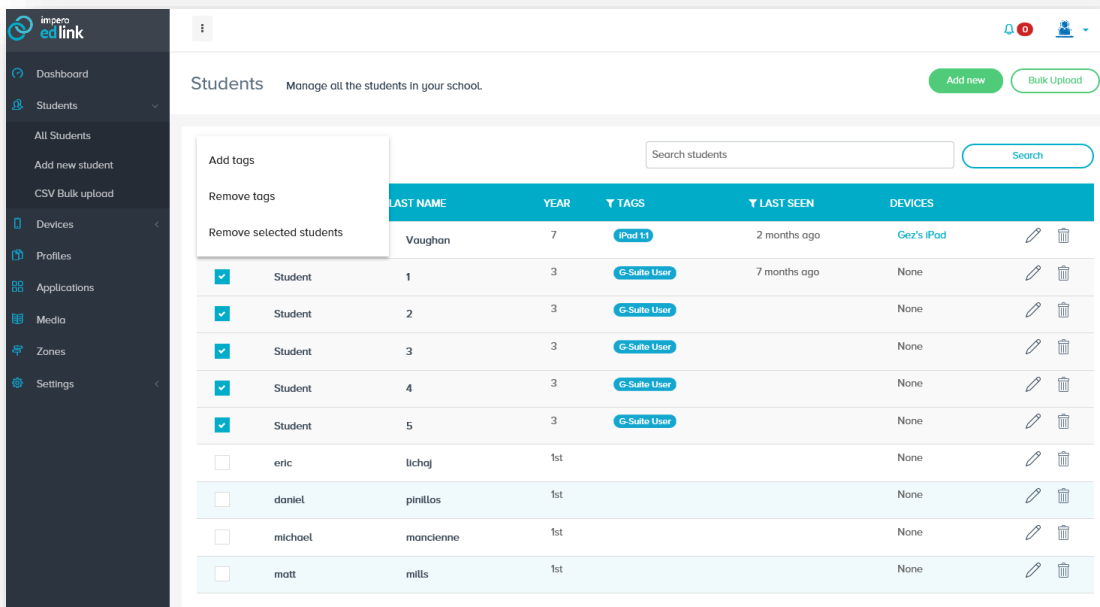 impero
edlink
0
Dashboard
Students
All Students
Add new student
CSV Bulk upload
Devices
Profiles
Applications
Media
Zones
Settings
Students Manage all the students in your school. Add new Bulk Upload
Add tags
Remove tags
Remove selected students
Search students Search
LAST NAME YEAR TAGS LAST SEEN DEVICES
Vaughan 7 iPad 1:1 2 months ago Gez's iPad
Student 1 3 G-Suite User 7 months ago None
Student 2 3 G-Suite User None
Student 3 3 G-Suite User None
Student 4 3 G-Suite User None
Student 5 3 G-Suite User None
eric lichaj 1st None
daniel pinillos 1st None
michael mancienne 1st None
matt mills 1st None